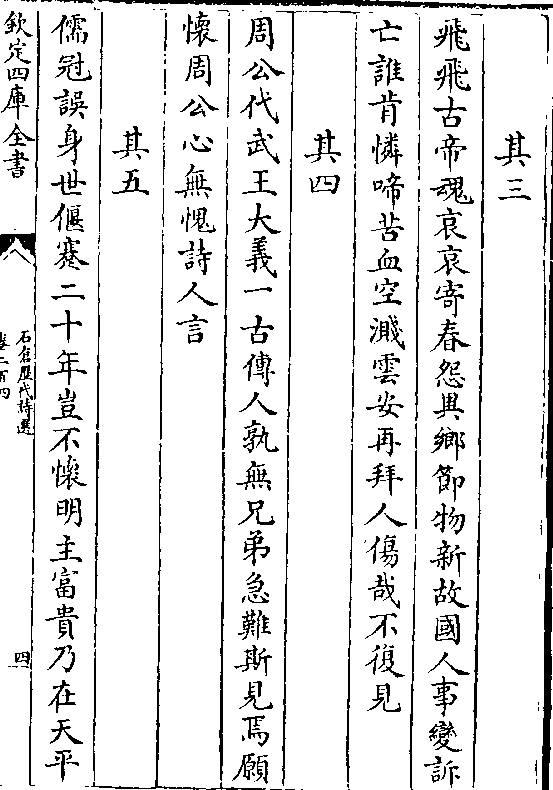 其三
飛飛古帝魂哀哀寄春怨異鄉節物新故國人事變訴
亡誰肯憐啼苦血空濺雲安再拜人傷哉不復見
其四
周公代武王大義一古傳人孰無兄弟急難斯見焉願
懷周公心無愧詩人言
其五
儒冠誤身世偃蹇二十年豈不懷明主富貴乃在天平
欽定四庫全書
石倉歷代詩選
卷二百四
四